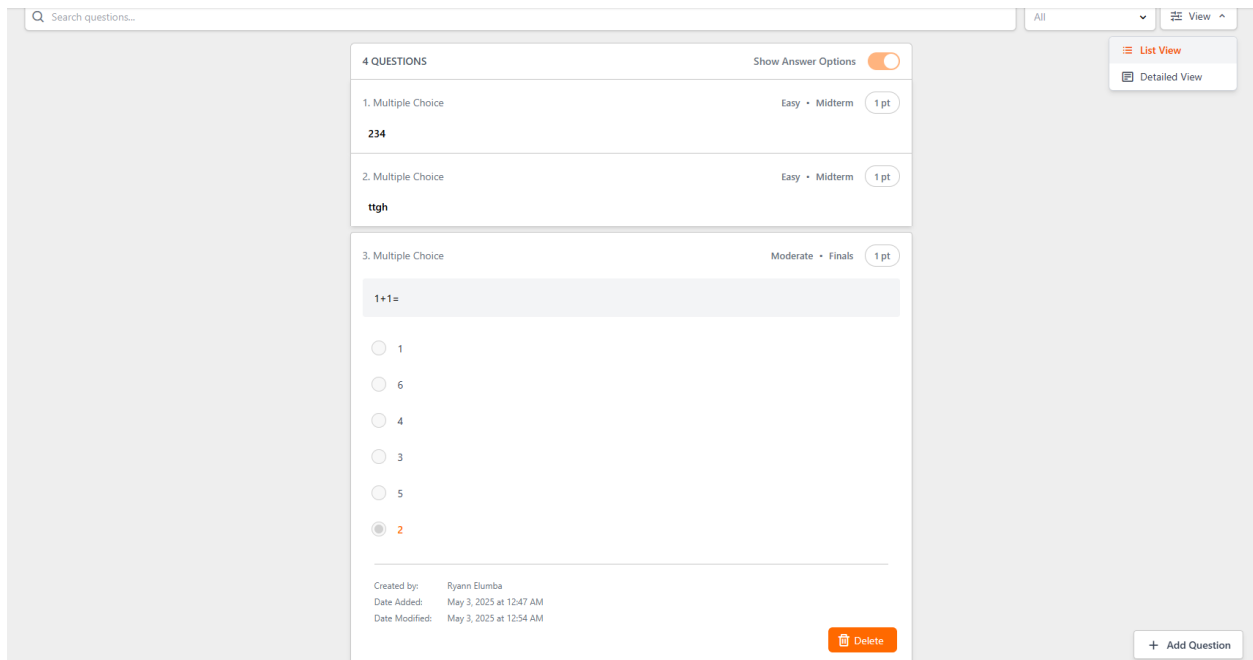 Search questions...
All
View
List View
Detailed View
4 QUESTIONS
Show Answer Options
1. Multiple Choice
Easy • Midterm
1 pt
234
2. Multiple Choice
Easy • Midterm
1 pt
ttgh
3. Multiple Choice
Moderate • Finals
1 pt
1+1=
1
6
4
3
5
2
Created by: Ryann Elumba
Date Added: May 3, 2025 at 12:47 AM
Date Modified: May 3, 2025 at 12:54 AM
Delete
+ Add Question